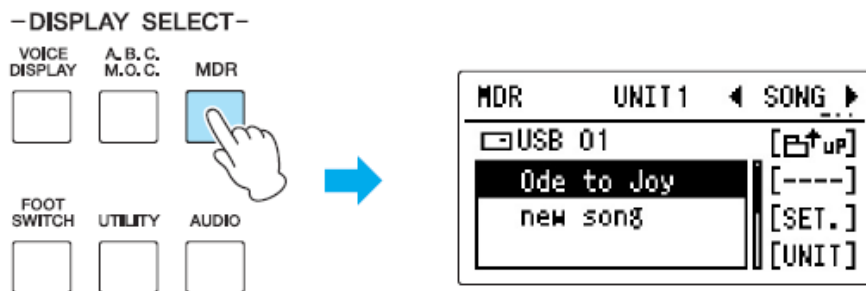 -DISPLAY SELECT-
VOICE DISPLAY
A.B.C. M.O.C.
MDR
FOOT SWITCH
UTILITY
AUDIO
MDR UNIT1 ◀ SONG ▶
USB 01 [UP]
Ode to Joy [----]
new song [SET.]
[UNIT]